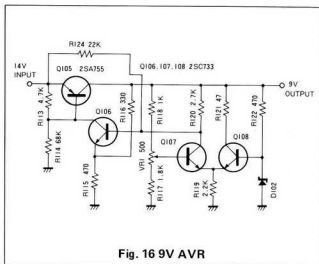 R124 22K
Q105 2SA755
Q106,107,108 2SC733
14V
INPUT
9V
OUTPUT
R113 4.7K
Q106
R116 330
R118 1K
R120 2.7K
R121 47
R122 470
Q107
Q108
R114 68K
VR1 500
R115 470
R117 1.8K
R119
2.2K
D102
Fig. 16 9V AVR